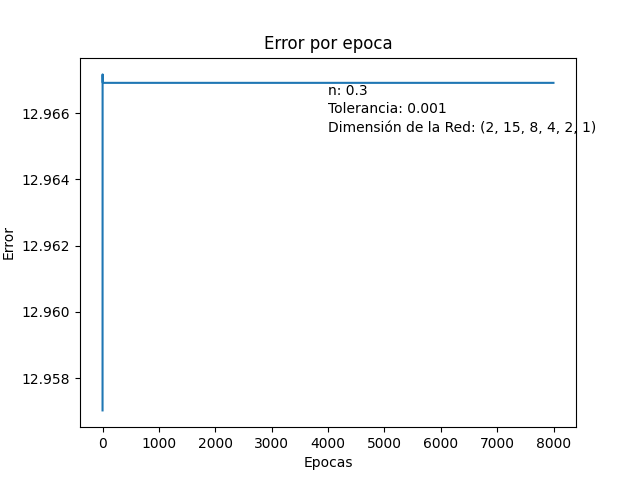 Error por epoca
12.966
12.964
12.962
12.960
12.958
Error
n: 0.3
Tolerancia: 0.001
Dimensión de la Red: (2, 15, 8, 4, 2, 1)
0 1000 2000 3000 4000 5000 6000 7000 8000
Epocas